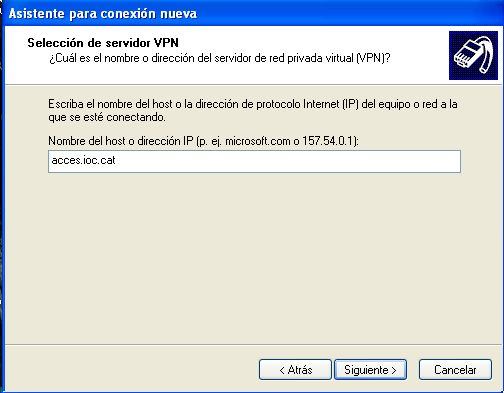 Asistente para conexión nueva
Selección de servidor VPN
¿Cuál es el nombre o dirección del servidor de red privada virtual (VPN)?
Escriba el nombre del host o la dirección de protocolo Internet (IP) del equipo o red a la
que se esté conectando.
Nombre del host o dirección IP (p. ej. microsoft.com o 157.54.0.1):
acces.ioc.cat
< Atrás
Siguiente >
Cancelar